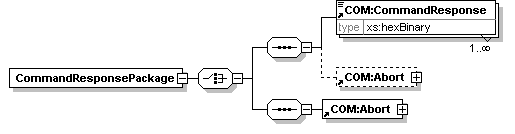 COM:CommandResponse
type xs:hexBinary
1..∞
CommandResponsePackage
COM:Abort
COM:Abort